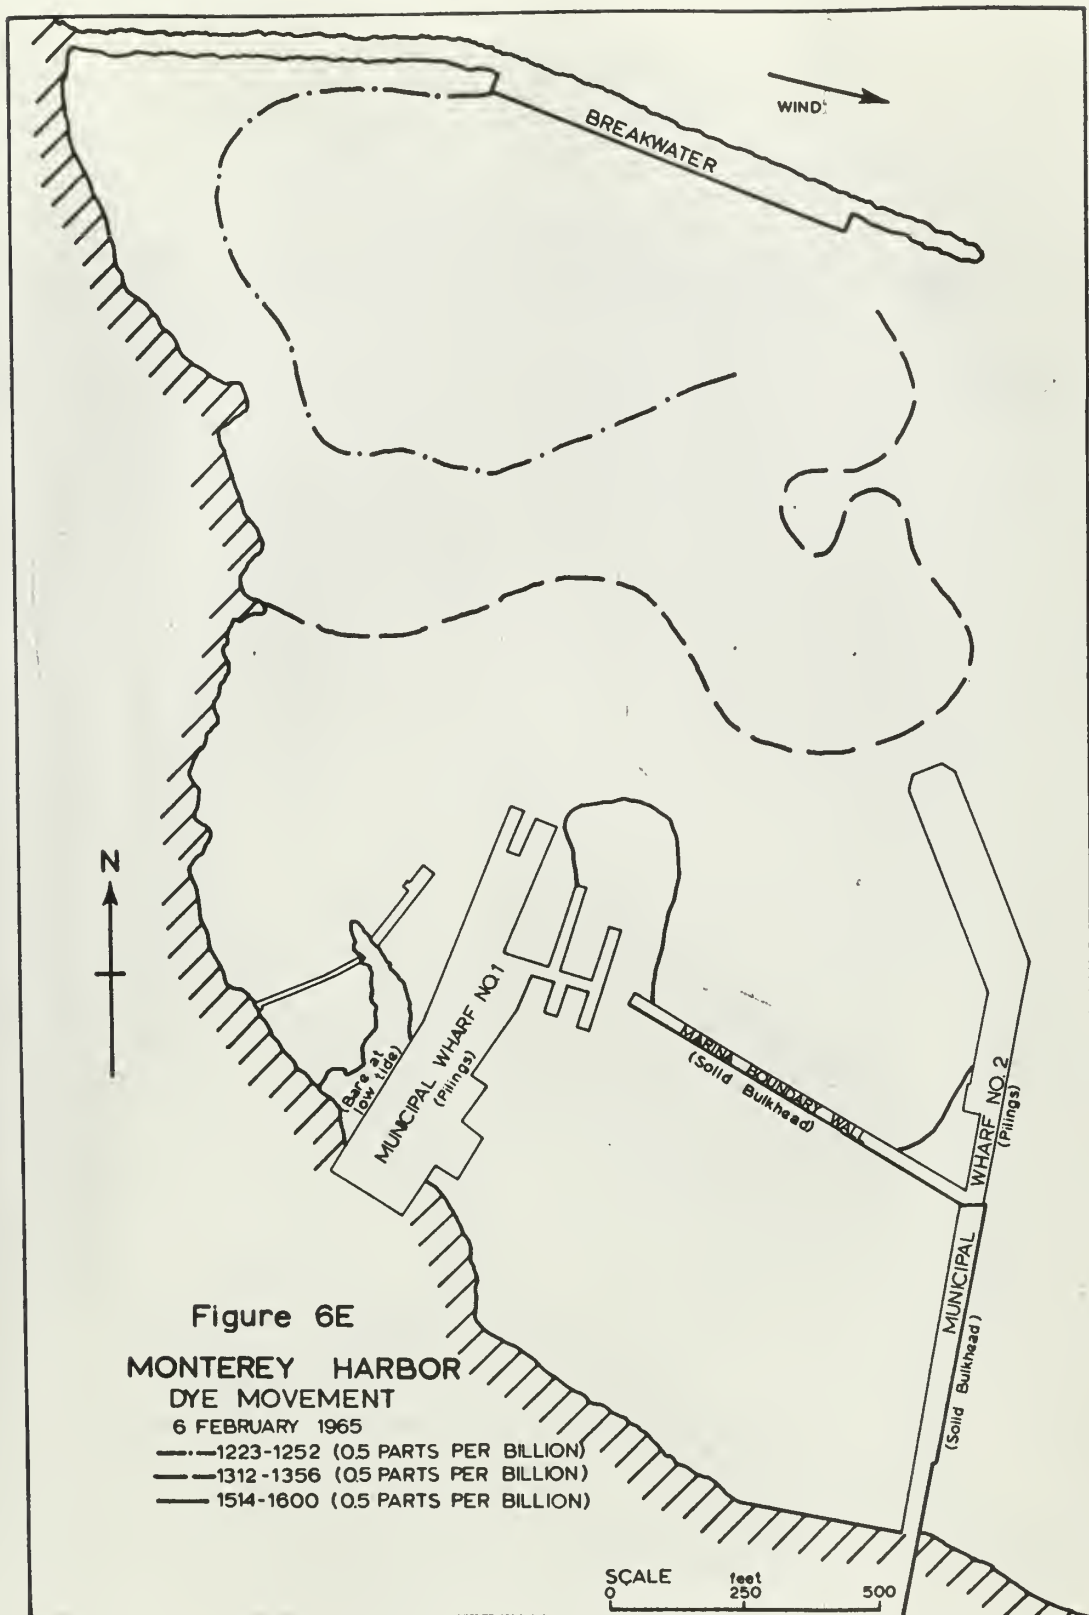 WIND
BREAKWATER
N
MUNICIPAL WHARF NO.1
(Pilings)
(Bare at
low tide)
MARINA BOUNDARY WALL
(Solid Bulkhead)
MUNICIPAL WHARF NO. 2
(Pilings)
(Solid Bulkhead)
Figure 6E
MONTEREY HARBOR
DYE MOVEMENT
6 FEBRUARY 1965
1223-1252 (0.5 PARTS PER BILLION)
1312-1356 (0.5 PARTS PER BILLION)
1514-1600 (0.5 PARTS PER BILLION)
SCALE feet
0 250 500